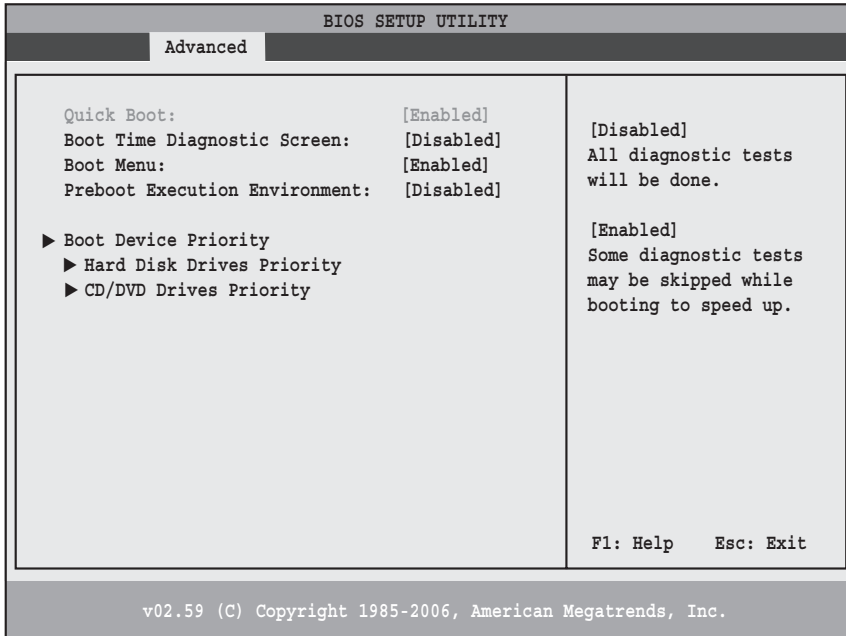 BIOS SETUP UTILITY
Advanced
Quick Boot: [Enabled]
Boot Time Diagnostic Screen: [Disabled]
Boot Menu: [Enabled]
Preboot Execution Environment: [Disabled]
Boot Device Priority
Hard Disk Drives Priority
CD/DVD Drives Priority
[Disabled]
All diagnostic tests
will be done.
[Enabled]
Some diagnostic tests
may be skipped while
booting to speed up.
F1: Help Esc: Exit
v02.59 (C) Copyright 1985-2006, American Megatrends, Inc.